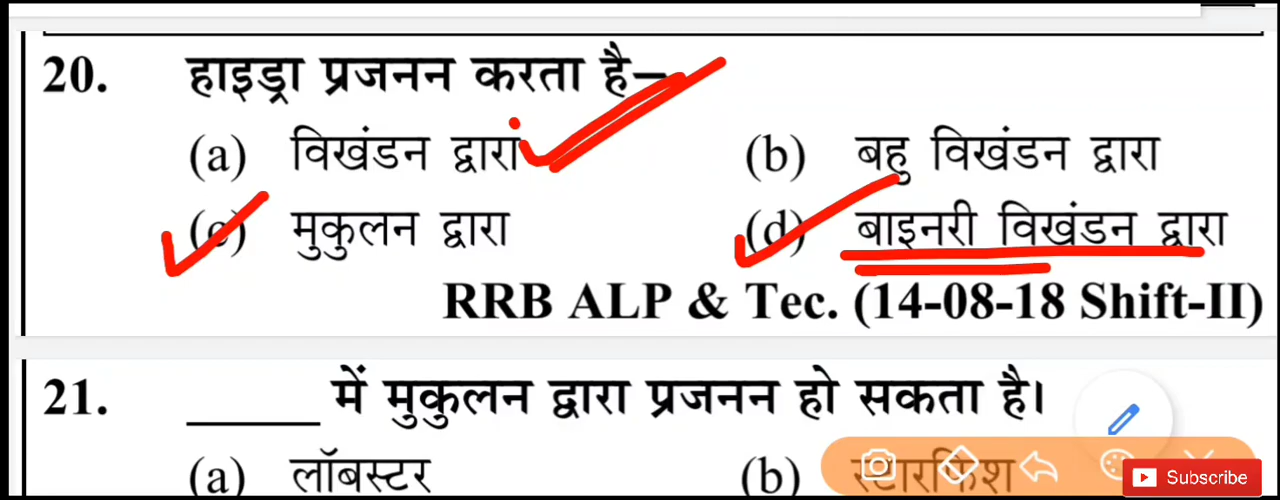 20. हाइड्रा प्रजनन करता है–
(a) विखंडन द्वारा (b) बहु विखंडन द्वारा
(c) मुकुलन द्वारा (d) बाइनरी विखंडन द्वारा
RRB ALP & Tec. (14-08-18 Shift-II)
21. ______ में मुकुलन द्वारा प्रजनन हो सकता है।
(a) लॉबस्टर (b) स्टारफिश
Subscribe